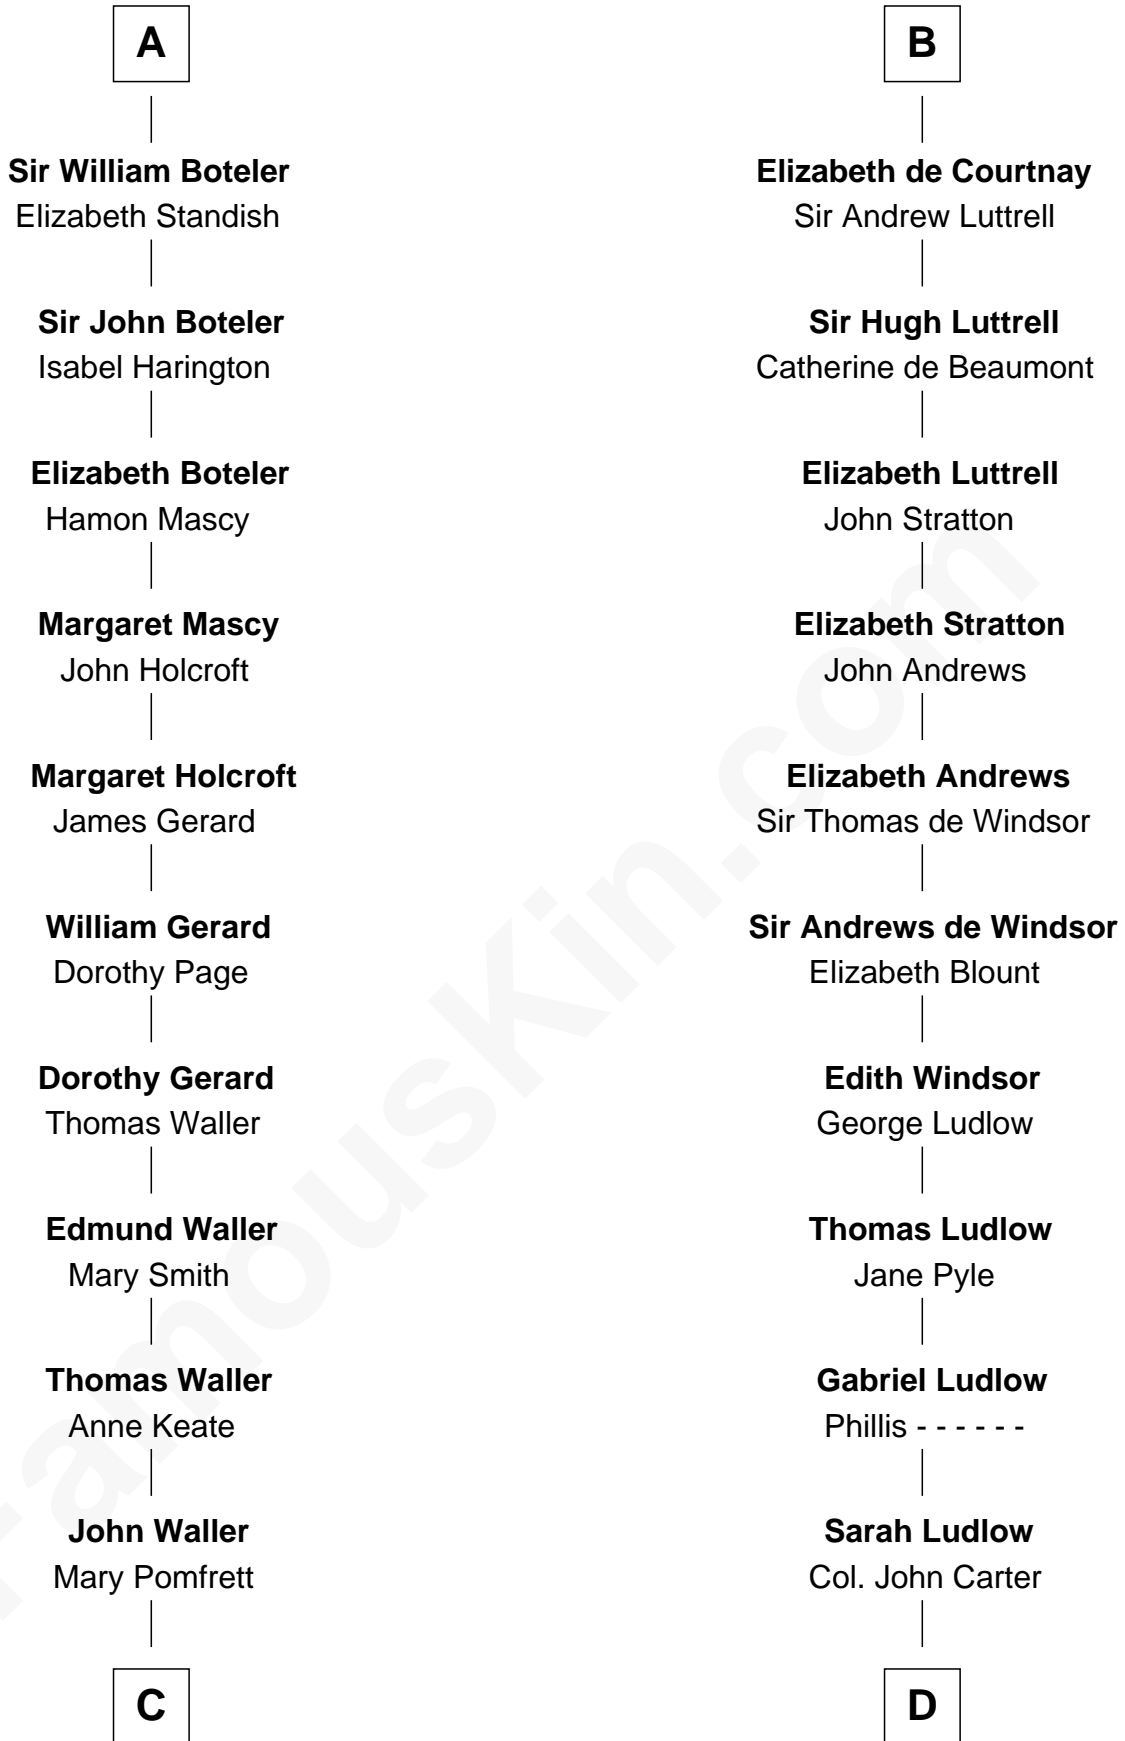 A
Sir William Boteler
Elizabeth Standish
Sir John Boteler
Isabel Harington
Elizabeth Boteler
Hamon Mascy
Margaret Mascy
John Holcroft
Margaret Holcroft
James Gerard
William Gerard
Dorothy Page
Dorothy Gerard
Thomas Waller
Edmund Waller
Mary Smith
Thomas Waller
Anne Keate
John Waller
Mary Pomfrett
C
B
Elizabeth de Courtnay
Sir Andrew Luttrell
Sir Hugh Luttrell
Catherine de Beaumont
Elizabeth Luttrell
John Stratton
Elizabeth Stratton
John Andrews
Elizabeth Andrews
Sir Thomas de Windsor
Sir Andrews de Windsor
Elizabeth Blount
Edith Windsor
George Ludlow
Thomas Ludlow
Jane Pyle
Gabriel Ludlow
Phillis - - - - - -
Sarah Ludlow
Col. John Carter
D
FamousKin.com